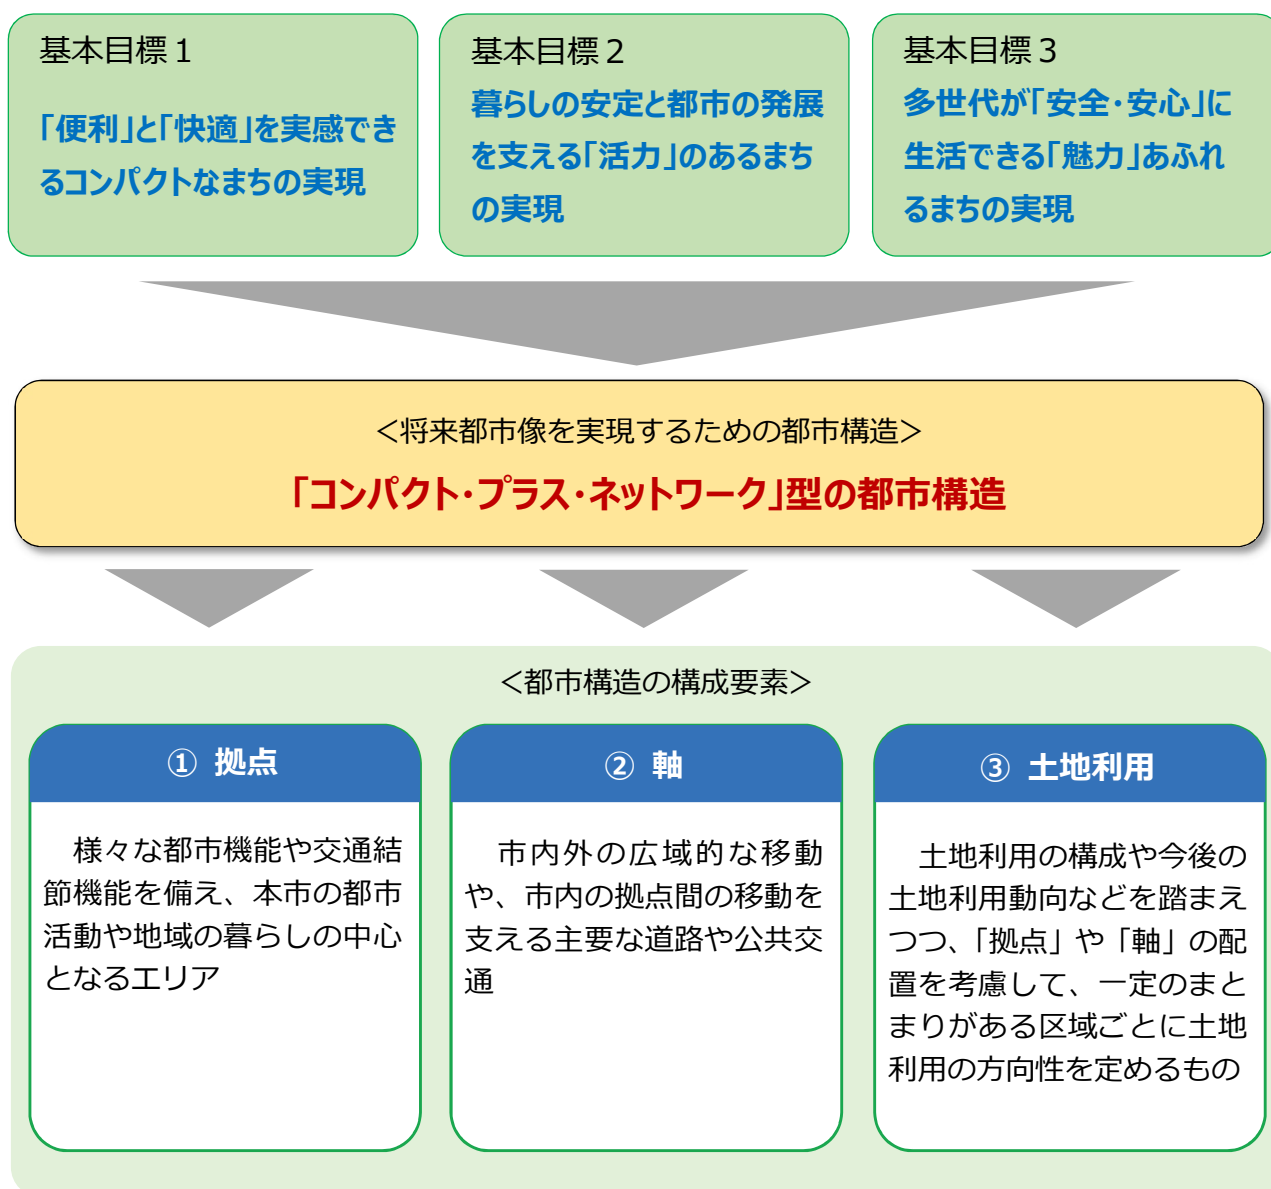 基本目標１
「便利」と「快適」を実感でき
るコンパクトなまちの実現
基本目標２
暮らしの安定と都市の発展
を支える「活力」のあるまち
の実現
基本目標３
多世代が「安全・安心」に
生活できる「魅力」あふれ
るまちの実現
＜将来都市像を実現するための都市構造＞
「コンパクト・プラス・ネットワーク」型の都市構造
＜都市構造の構成要素＞
① 拠点
様々な都市機能や交通結
節機能を備え、本市の都市
活動や地域の暮らしの中心
となるエリア
② 軸
市内外の広域的な移動
や、市内の拠点間の移動を
支える主要な道路や公共交
通
③ 土地利用
土地利用の構成や今後の
土地利用動向などを踏まえ
つつ、「拠点」や「軸」の配
置を考慮して、一定のまと
まりがある区域ごとに土地
利用の方向性を定めるもの